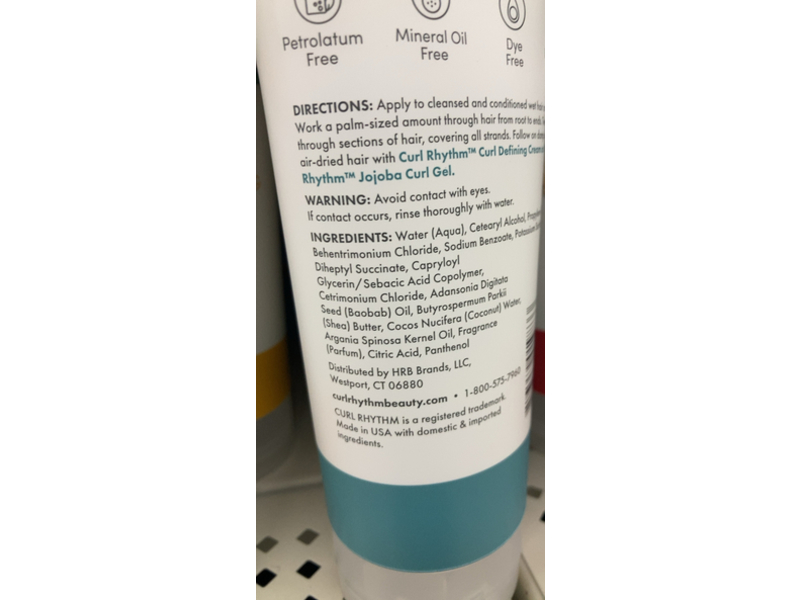 Petrolatum
Free
Mineral Oil
Free
Dye
Free
DIRECTIONS: Apply to cleansed and conditioned wet
Work a palm-sized amount through hair from root to ends.
through sections of hair, covering all strands. Follow on
air-dried hair with Curl Rhythm™ Curl Defining Cream
Rhythm™ Jojoba Curl Gel.
WARNING: Avoid contact with eyes.
If contact occurs, rinse thoroughly with water.
INGREDIENTS: Water (Aqua), Cetearyl Alcohol,
Behentrimonium Chloride, Sodium Benzoate, Potassium
Diheptyl Succinate, Capryloyl
Glycerin/Sebacic Acid Copolymer,
Cetrimonium Chloride, Adansonia Digitata
Seed (Baobab) Oil, Butyrospermum Parkii
(Shea) Butter, Cocos Nucifera (Coconut) Water,
Argania Spinosa Kernel Oil, Fragrance
(Parfum), Citric Acid, Panthenol
Distributed by HRB Brands, LLC,
Westport, CT 06880
curlrhythmbeauty.com • 1-800-575-7960
CURL RHYTHM is a registered trademark.
Made in USA with domestic & imported
ingredients.